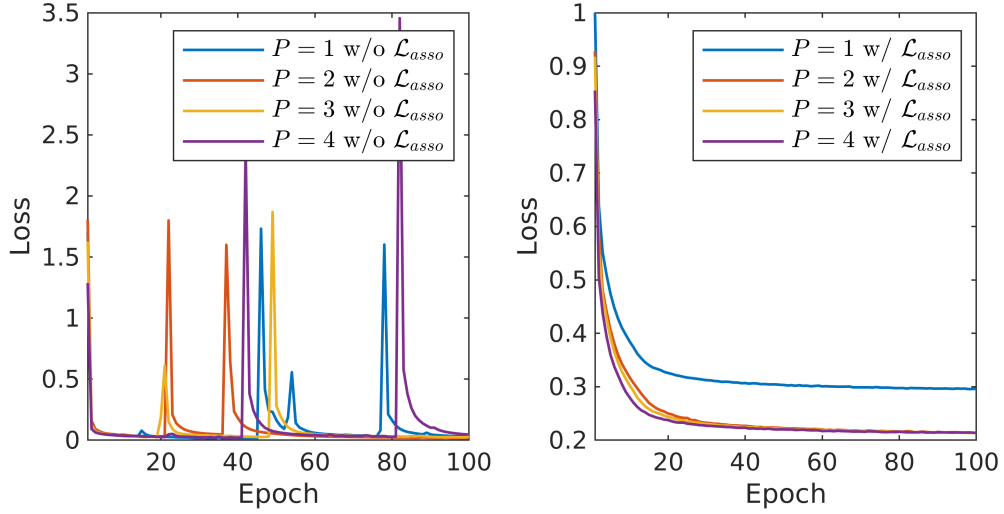 3.5
3
2.5
2
1.5
1
0.5
0
Loss
20 40 60 80 100
Epoch
P = 1 w/o ℒasso
P = 2 w/o ℒasso
P = 3 w/o ℒasso
P = 4 w/o ℒasso
1
0.9
0.8
0.7
0.6
0.5
0.4
0.3
0.2
Loss
20 40 60 80 100
Epoch
P = 1 w/ ℒasso
P = 2 w/ ℒasso
P = 3 w/ ℒasso
P = 4 w/ ℒasso